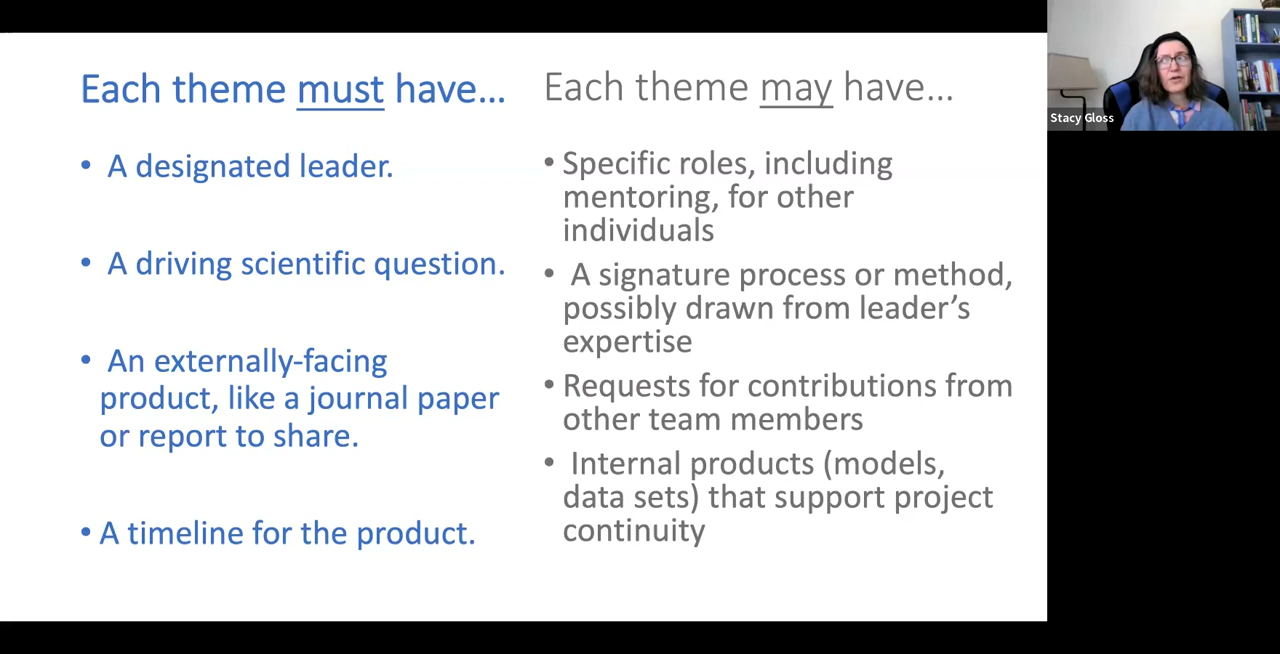 Each theme must have...
• A designated leader.
• A driving scientific question.
• An externally-facing
product, like a journal paper
or report to share.
• A timeline for the product.
Each theme may have...
• Specific roles, including
mentoring, for other
individuals
• A signature process or method,
possibly drawn from leader’s
expertise
• Requests for contributions from
other team members
• Internal products (models,
data sets) that support project
continuity
Stacy Gloss